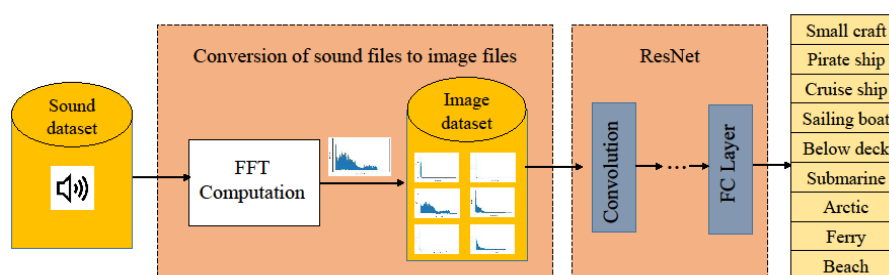 Sound
dataset
Conversion of sound files to image files
FFT
Computation
Image
dataset
ResNet
Convolution
...
FC Layer
Small craft
Pirate ship
Cruise ship
Sailing boat
Below deck
Submarine
Arctic
Ferry
Beach